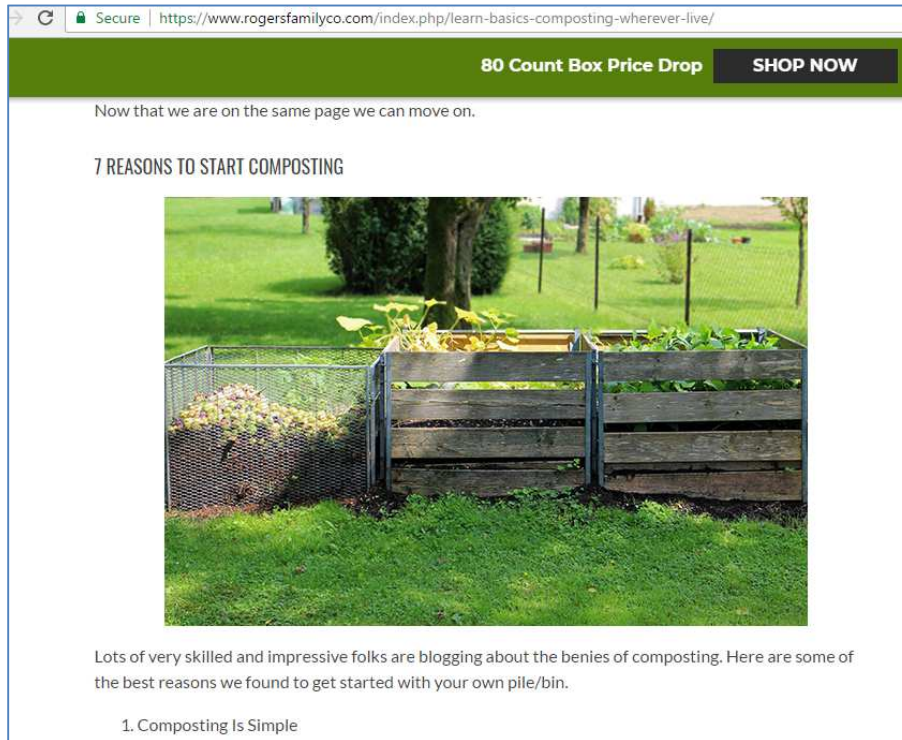 Secure | https://www.rogersfamilyco.com/index.php/learn-basics-composting-wherever-live/
80 Count Box Price Drop SHOP NOW
Now that we are on the same page we can move on.
7 REASONS TO START COMPOSTING
Lots of very skilled and impressive folks are blogging about the benies of composting. Here are some of
the best reasons we found to get started with your own pile/bin.
1. Composting Is Simple